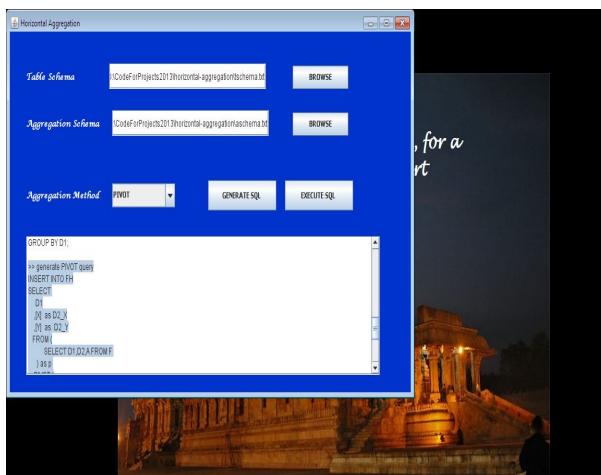 Horizontal Aggregation
Table Schema
\CodeForProjects2013\horizontal-aggregation\tschema.txt
BROWSE
Aggregation Schema
\CodeForProjects2013\horizontal-aggregation\aschema.txt
BROWSE
, for a
rt
Aggregation Method
PIVOT
GENERATE SQL
EXECUTE SQL
GROUP BY D1;
>> generate PIVOT query
INSERT INTO FH
SELECT
D1
,[X] as D2_X
,[Y] as D2_Y
FROM (
SELECT D1,D2,A FROM F
) as p